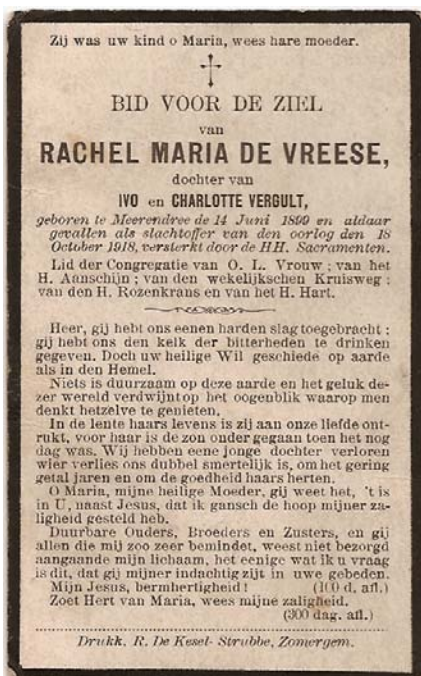 Zij was uw kind o Maria, wees hare moeder.
BID VOOR DE ZIEL
van
RACHEL MARIA DE VREESE,
dochter van
IVO en CHARLOTTE VERGULT,
geboren te Meerendree de 14 Juni 1899 en aldaar
gevallen als slachtoffer van den oorlog den 18
October 1918, versterkt door de HH. Sacramenten.
Lid der Congregatie van O. L. Vrouw ; van het
H. Aanschijn ; van den wekelijkschen Kruisweg ;
van den H. Rozenkrans en van het H. Hart.
Heer, gij hebt ons eenen harden slag toegebracht :
gij hebt ons den kelk der bitterheden te drinken
gegeven. Doch uw heilige Wil geschiede op aarde
als in den Hemel.
Niets is duurzam op deze aarde en het geluk de-
zer wereld verdwijnt op het oogenblik waarop men
denkt hetzelve te genieten.
In de lente haars levens is zij aan onze liefde ont-
rukt, voor haar is de zon onder gegaan toen het nog
dag was. Wij hebben eene jonge dochter verloren
wier verlies ons dubbel smertelijk is, om het gering
getal jaren en om de goedheid haars herten.
O Maria, mijne heilige Moeder, gij weet het, 't is
in U, naast Jesus, dat ik gansch de hoop mijner za-
ligheid gesteld heb.
Duurbare Ouders, Broeders en Zusters, en gij
allen die mij zoo zeer bemindet, weest niet bezorgd
aangaande mijn lichaam, het eenige wat ik u vraag
is dit, dat gij mijner indachtig zijt in uwe gebeden.
Mijn Jesus, bermhertigheid ! (100 d. afl.)
Zoet Hert van Maria, wees mijne zaligheid.
(300 dag. afl.)
Drukk. R. De Kesel-Strubbe, Zomergem.